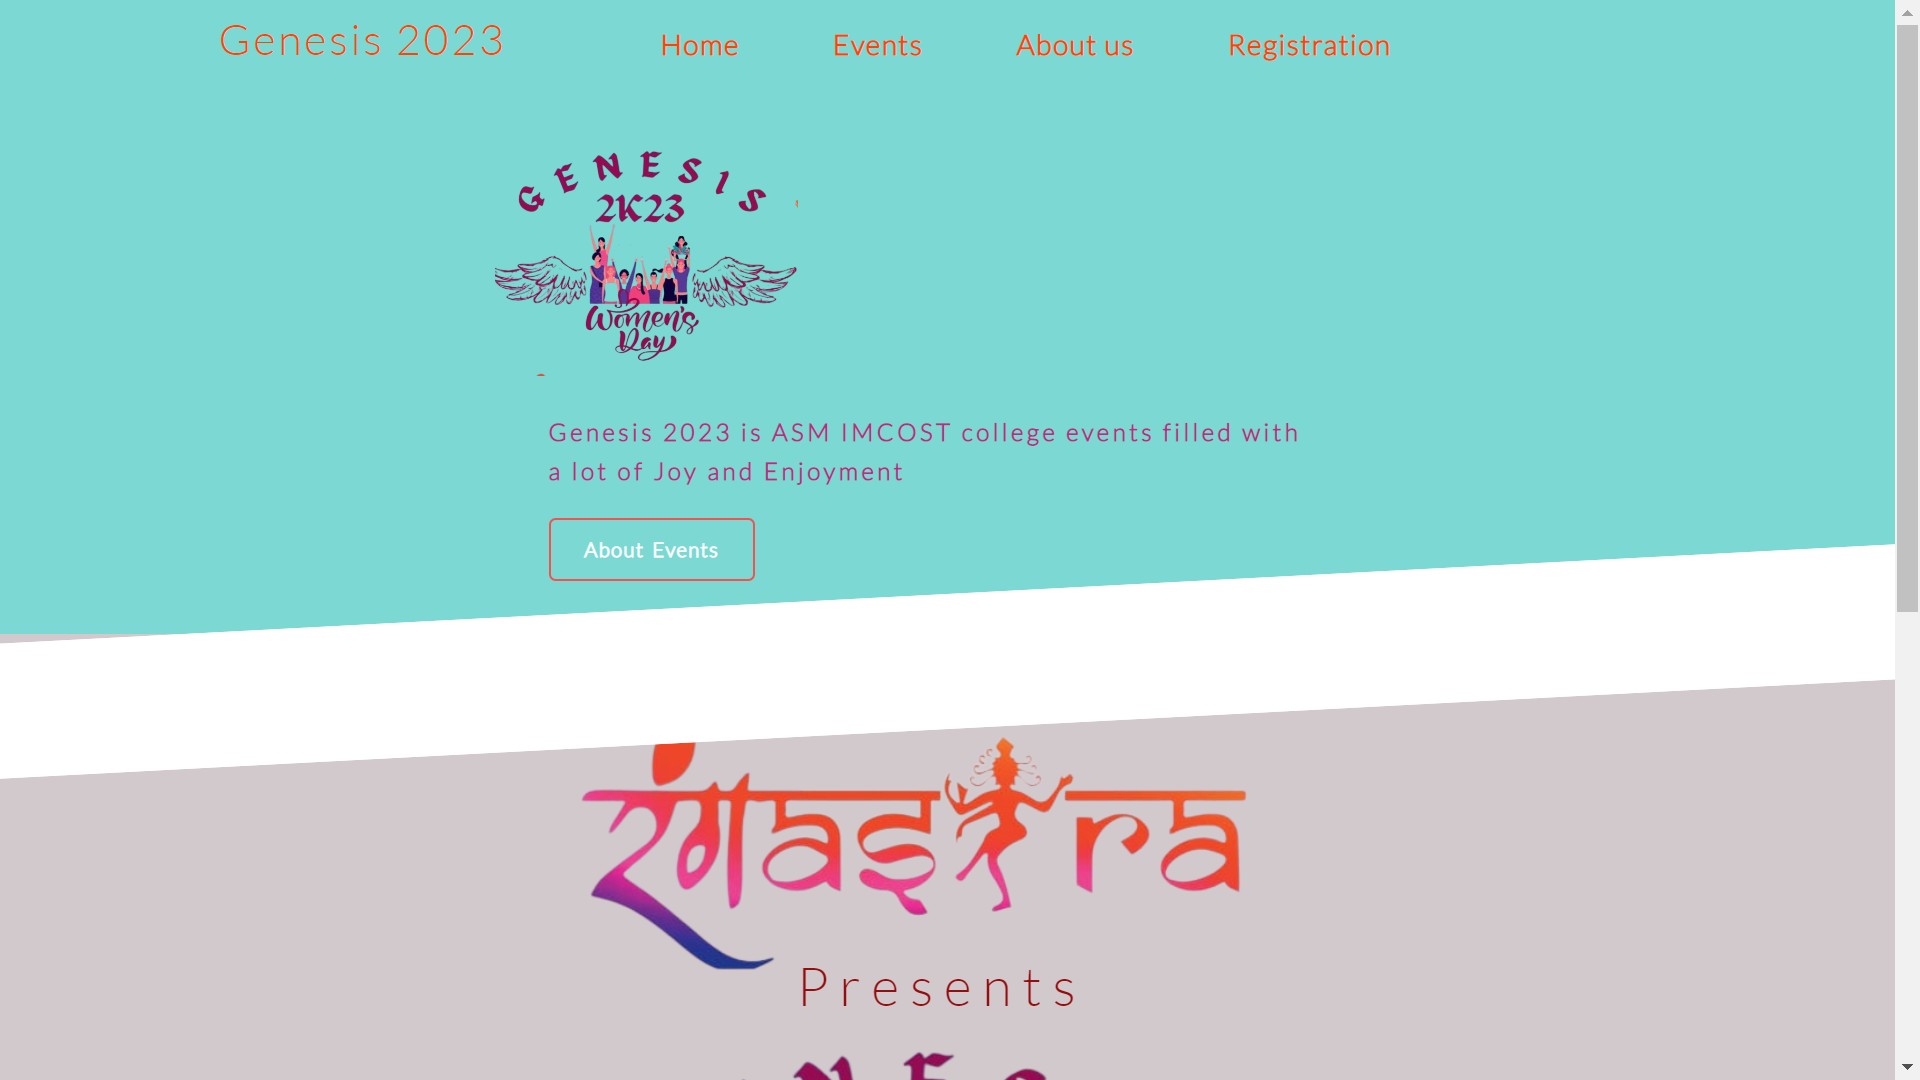 Genesis 2023
Home
Events
About us
Registration
GENESIS
2K23
Women's
Day
Genesis 2023 is ASM IMCOST college events filled with
a lot of Joy and Enjoyment
About Events
रंगastra
Presents